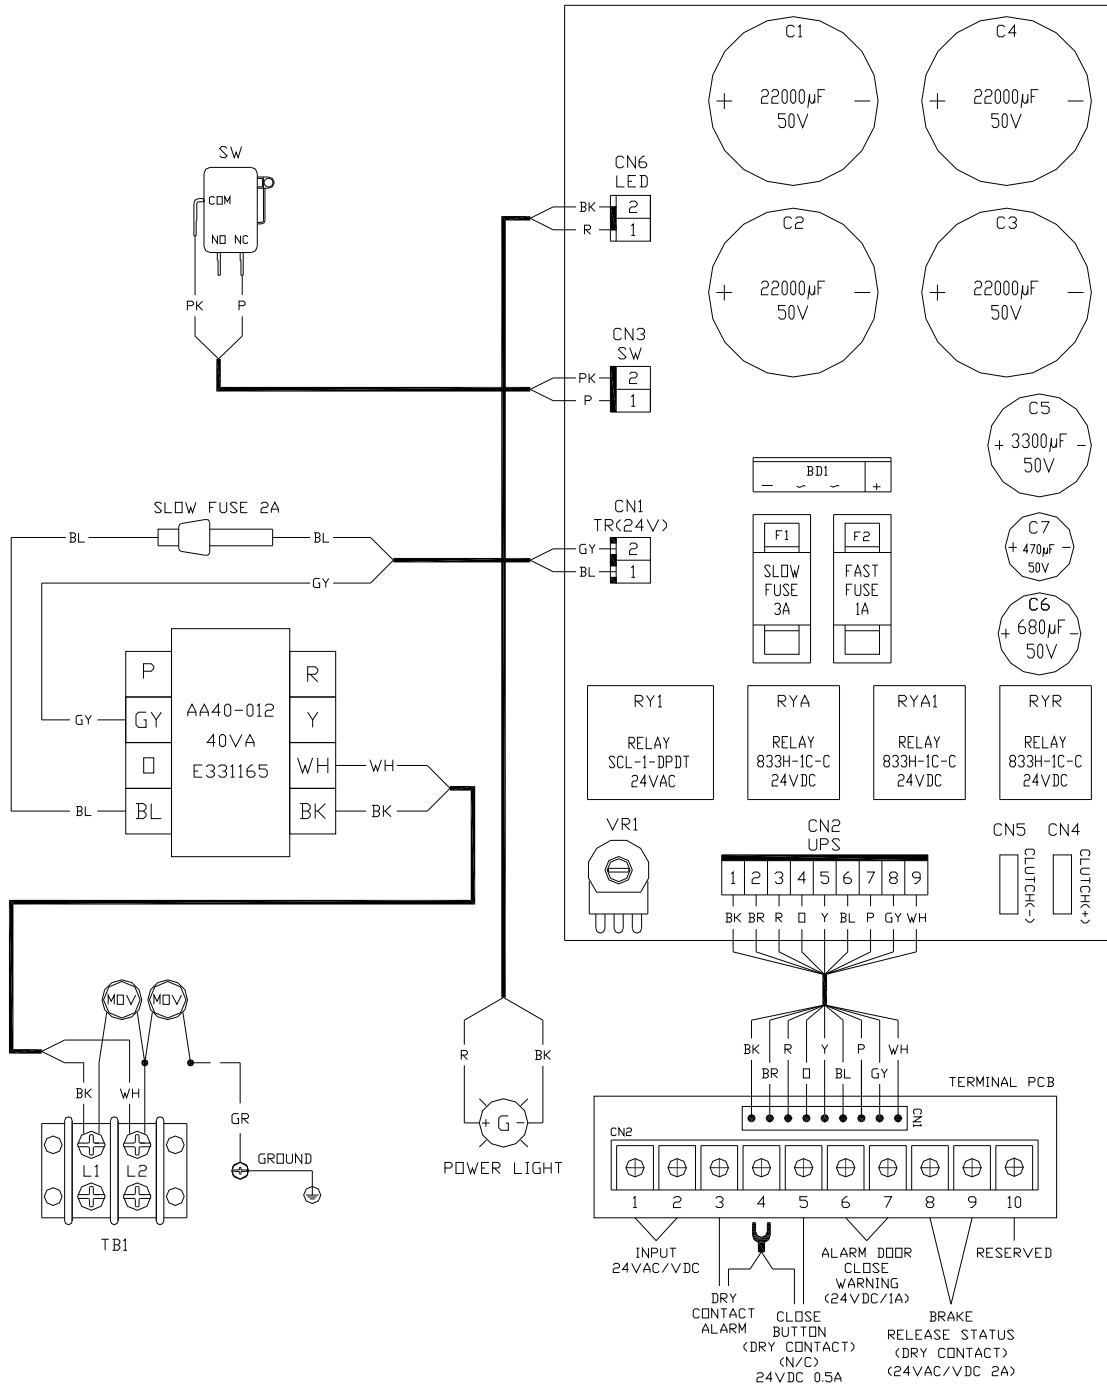 C1
+ 22000µF −
50V
C4
+ 22000µF −
50V
SW
COM
NO NC
PK P
CN6
LED
BK 2
R 1
C2
+ 22000µF −
50V
C3
+ 22000µF −
50V
CN3
SW
PK 2
P 1
C5
+ 3300µF −
50V
BD1
− ~ ~ +
SLOW FUSE 2A
BL BL
GY
CN1
TR(24V)
GY 2
BL 1
F1
SLOW
FUSE
3A
F2
FAST
FUSE
1A
C7
+ 470µF −
50V
C6
+ 680µF −
50V
P
GY
O
BL
GY
BL
AA40-012
40VA
E331165
R
Y
WH
BK
WH
BK
RY1
RELAY
SCL-1-DPDT
24VAC
RYA
RELAY
833H-1C-C
24VDC
RYA1
RELAY
833H-1C-C
24VDC
RYR
RELAY
833H-1C-C
24VDC
VR1
CN2
UPS
1 2 3 4 5 6 7 8 9
BK BR R O Y BL P GY WH
CN5
CLUTCH(-)
CN4
CLUTCH(+)
MOV MOV
BK WH
GR
L1 L2
TB1
GROUND
R BK
+ G −
POWER LIGHT
BK R Y P WH
BR O BL GY
TERMINAL PCB
CN1
CN2
1 2 3 4 5 6 7 8 9 10
INPUT
24VAC/VDC
DRY
CONTACT
ALARM
CLOSE
BUTTON
(DRY CONTACT)
(N/C)
24VDC 0.5A
ALARM DOOR
CLOSE
WARNING
(24VDC/1A)
BRAKE
RELEASE STATUS
(DRY CONTACT)
(24VAC/VDC 2A)
RESERVED